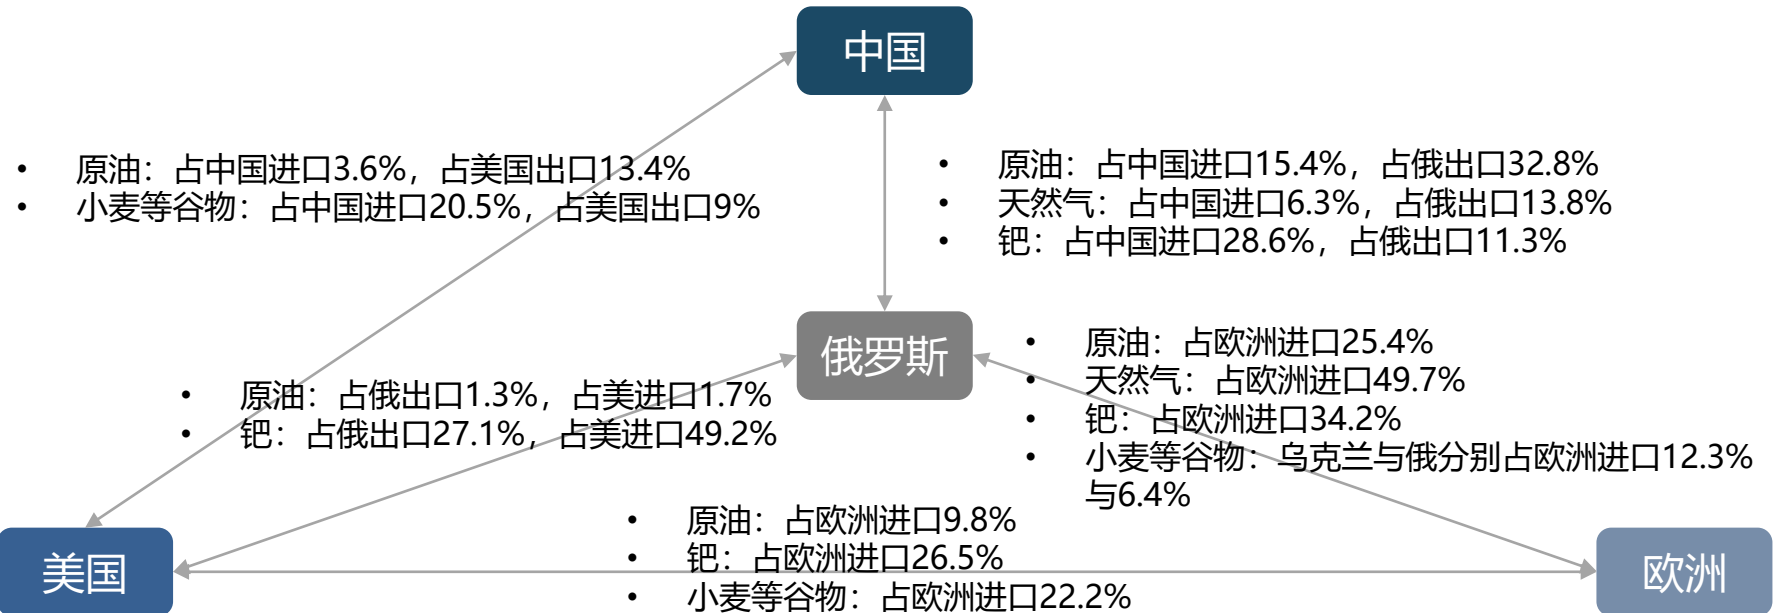 中国
• 原油：占中国进口3.6%，占美国出口13.4%
• 小麦等谷物：占中国进口20.5%，占美国出口9%
• 原油：占中国进口15.4%，占俄出口32.8%
• 天然气：占中国进口6.3%，占俄出口13.8%
• 钯：占中国进口28.6%，占俄出口11.3%
俄罗斯
• 原油：占俄出口1.3%，占美进口1.7%
• 钯：占俄出口27.1%，占美进口49.2%
• 原油：占欧洲进口25.4%
• 天然气：占欧洲进口49.7%
• 钯：占欧洲进口34.2%
• 小麦等谷物：乌克兰与俄分别占欧洲进口12.3%
与6.4%
美国
• 原油：占欧洲进口9.8%
• 钯：占欧洲进口26.5%
• 小麦等谷物：占欧洲进口22.2%
欧洲